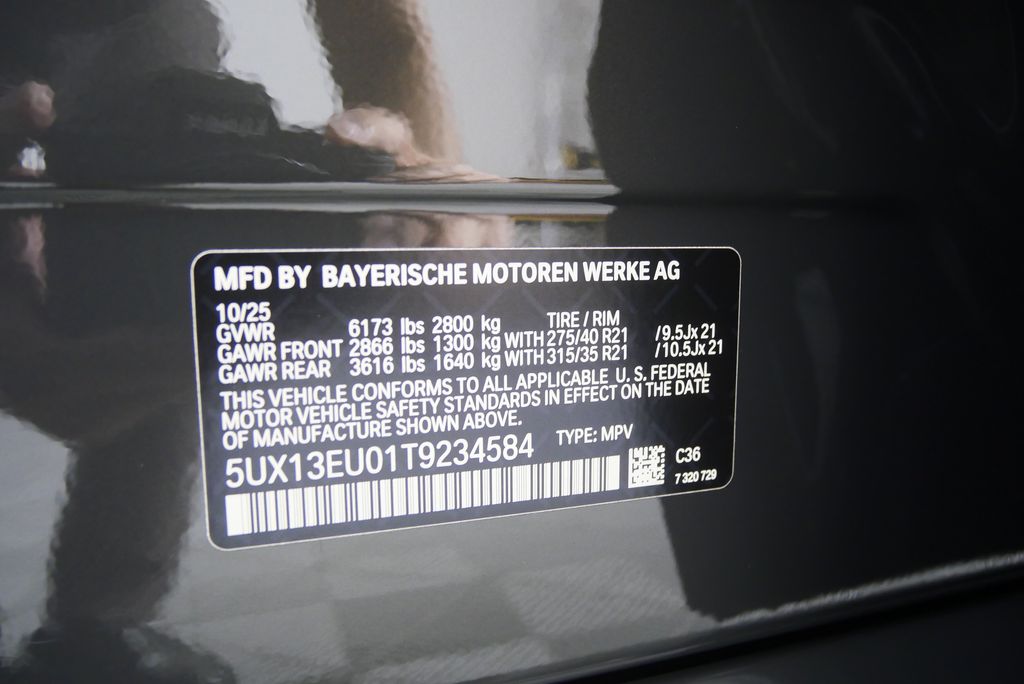 MFD BY BAYERISCHE MOTOREN WERKE AG
10/25 TIRE / RIM
GVWR 6173 lbs 2800 kg
GAWR FRONT 2866 lbs 1300 kg WITH 275/40 R21 /9.5Jx21
GAWR REAR 3616 lbs 1640 kg WITH 315/35 R21 /10.5Jx21
THIS VEHICLE CONFORMS TO ALL APPLICABLE U. S. FEDERAL
MOTOR VEHICLE SAFETY STANDARDS IN EFFECT ON THE DATE
OF MANUFACTURE SHOWN ABOVE.
5UX13EU01T9234584 TYPE: MPV
C36
7 320 729